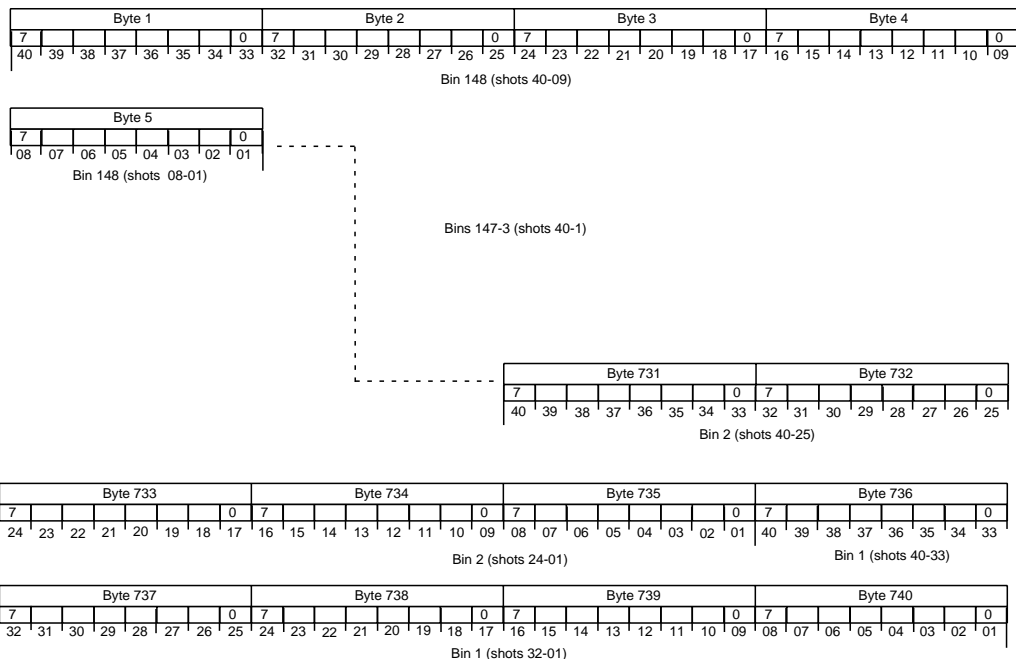 Byte 1 Byte 2 Byte 3 Byte 4
7 0 7 0 7 0 7 0
40 39 38 37 36 35 34 33 32 31 30 29 28 27 26 25 24 23 22 21 20 19 18 17 16 15 14 13 12 11 10 09
Bin 148 (shots 40-09)
Byte 5
7 0
08 07 06 05 04 03 02 01
Bin 148 (shots 08-01)
Bins 147-3 (shots 40-1)
Byte 731 Byte 732
7 0 7 0
40 39 38 37 36 35 34 33 32 31 30 29 28 27 26 25
Bin 2 (shots 40-25)
Byte 733 Byte 734 Byte 735 Byte 736
7 0 7 0 7 0 7 0
24 23 22 21 20 19 18 17 16 15 14 13 12 11 10 09 08 07 06 05 04 03 02 01 40 39 38 37 36 35 34 33
Bin 2 (shots 24-01) Bin 1 (shots 40-33)
Byte 737 Byte 738 Byte 739 Byte 740
7 0 7 0 7 0 7 0
32 31 30 29 28 27 26 25 24 23 22 21 20 19 18 17 16 15 14 13 12 11 10 09 08 07 06 05 04 03 02 01
Bin 1 (shots 32-01)